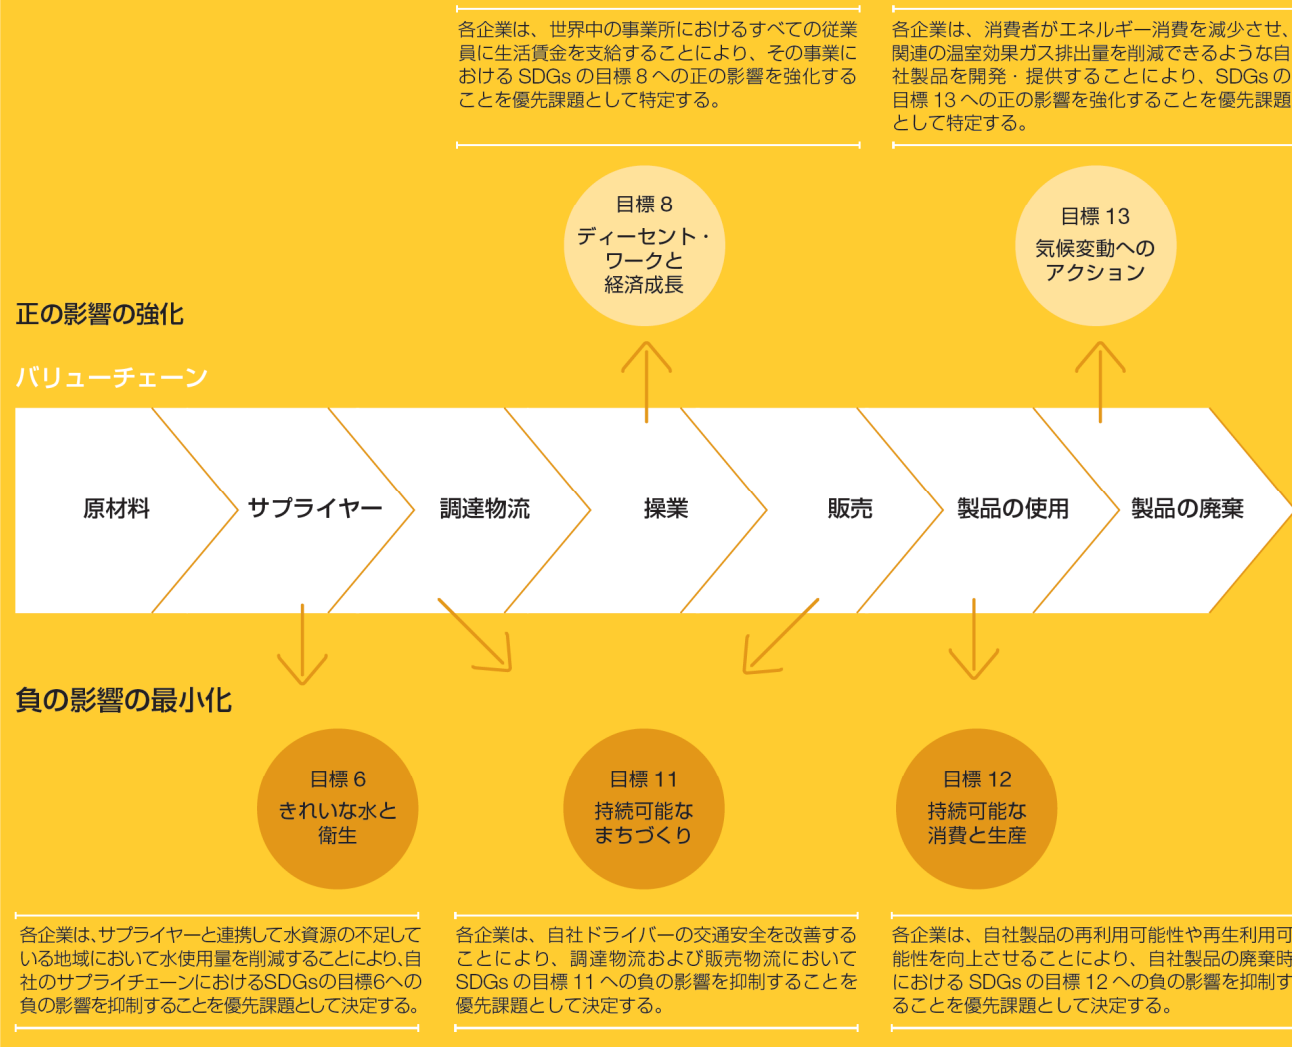 各企業は、世界中の事業所におけるすべての従業
員に生活賃金を支給することにより、その事業に
おける SDGs の目標 8 への正の影響を強化する
ことを優先課題として特定する。
各企業は、消費者がエネルギー消費を減少させ、
関連の温室効果ガス排出量を削減できるような自
社製品を開発・提供することにより、SDGs の
目標 13 への正の影響を強化することを優先課題
として特定する。
目標 8
ディーセント・
ワークと
経済成長
目標 13
気候変動への
アクション
正の影響の強化
バリューチェーン
原材料
サプライヤー
調達物流
操業
販売
製品の使用
製品の廃棄
負の影響の最小化
目標 6
きれいな水と
衛生
目標 11
持続可能な
まちづくり
目標 12
持続可能な
消費と生産
各企業は、サプライヤーと連携して水資源の不足して
いる地域において水使用量を削減することにより、自
社のサプライチェーンにおけるSDGsの目標6への
負の影響を抑制することを優先課題として決定する。
各企業は、自社ドライバーの交通安全を改善する
ことにより、調達物流および販売物流において
SDGs の目標 11 への負の影響を抑制することを
優先課題として決定する。
各企業は、自社製品の再利用可能性や再生利用可
能性を向上させることにより、自社製品の廃棄時
における SDGs の目標 12 への負の影響を抑制す
ることを優先課題として決定する。